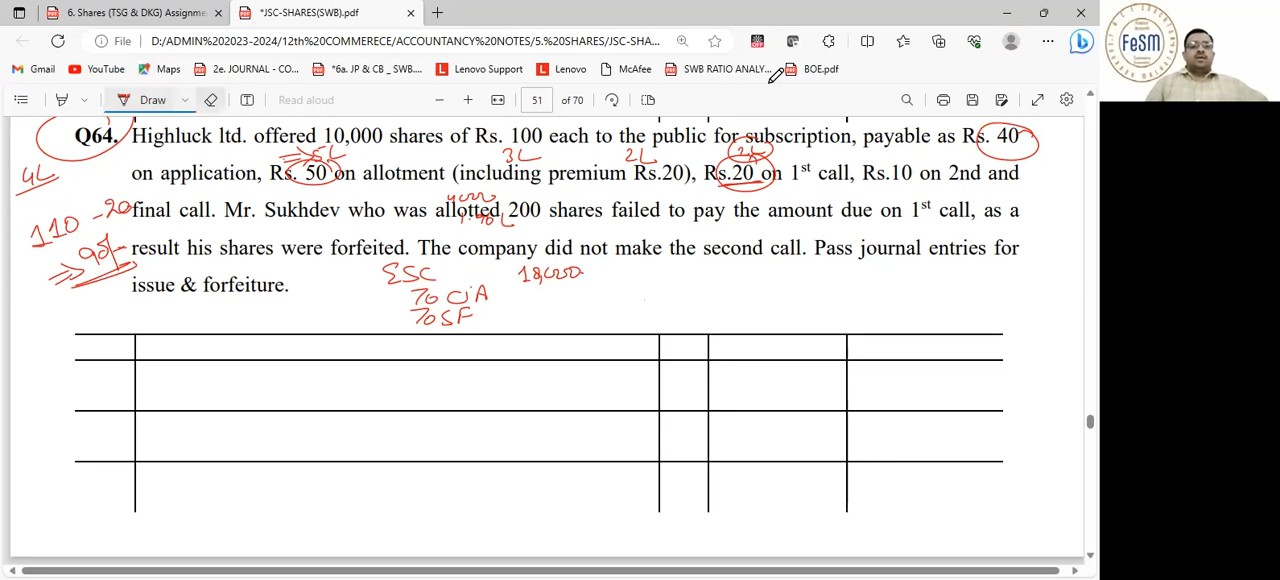 6. Shares (TSG & DKG) Assignme
*JSC-SHARES(SWB).pdf
File
D:/ADMIN%202023-2024/12th%20COMMERECE/ACCOUNTANCY%20NOTES/5.%20SHARES/JSC-SHA...
Gmail
YouTube
Maps
2e. JOURNAL - CO...
*6a. JP & CB _SWB....
Lenovo Support
Lenovo
McAfee
SWB RATIO ANALY...
BOE.pdf
Draw
Read aloud
51
of 70
FeSM
Q64. Highluck ltd. offered 10,000 shares of Rs. 100 each to the public for subscription, payable as Rs. 40
5L 3L 2L 2L
4L
on application, Rs. 50 on allotment (including premium Rs.20), Rs.20 on 1st call, Rs.10 on 2nd and
4000
110 -20
final call. Mr. Sukhdev who was allotted 200 shares failed to pay the amount due on 1st call, as a
90/-
result his shares were forfeited. The company did not make the second call. Pass journal entries for
issue & forfeiture.
ESC 18,000
70 CIA
70 SF